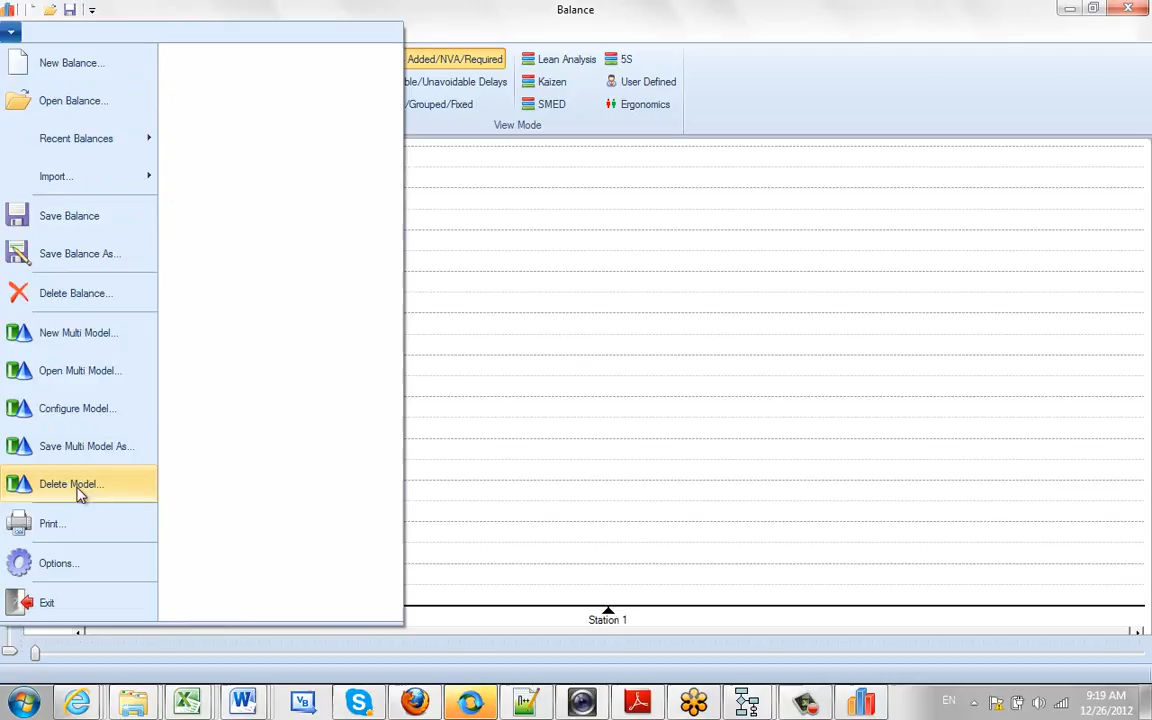 Balance
New Balance...
Open Balance...
Recent Balances
Import...
Save Balance
Save Balance As...
Delete Balance...
New Multi Model...
Open Multi Model...
Configure Model...
Save Multi Model As...
Delete Model...
Print...
Options...
Exit
Added/NVA/Required
ble/Unavoidable Delays
/Grouped/Fixed
Lean Analysis
Kaizen
SMED
5S
User Defined
Ergonomics
View Mode
Station 1
EN
9:19 AM
12/26/2012